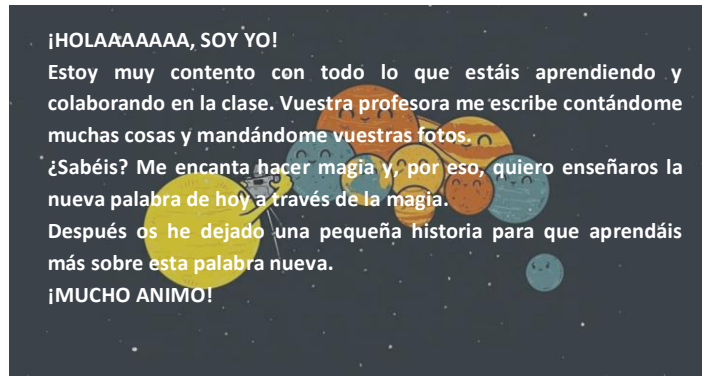 ¡HOLAAAAAAA, SOY YO!
Estoy muy contento con todo lo que estáis aprendiendo y
colaborando en la clase. Vuestra profesora me escribe contándome
muchas cosas y mandándome vuestras fotos.
¿Sabéis? Me encanta hacer magia y, por eso, quiero enseñaros la
nueva palabra de hoy a través de la magia.
Después os he dejado una pequeña historia para que aprendáis
más sobre esta palabra nueva.
¡MUCHO ANIMO!